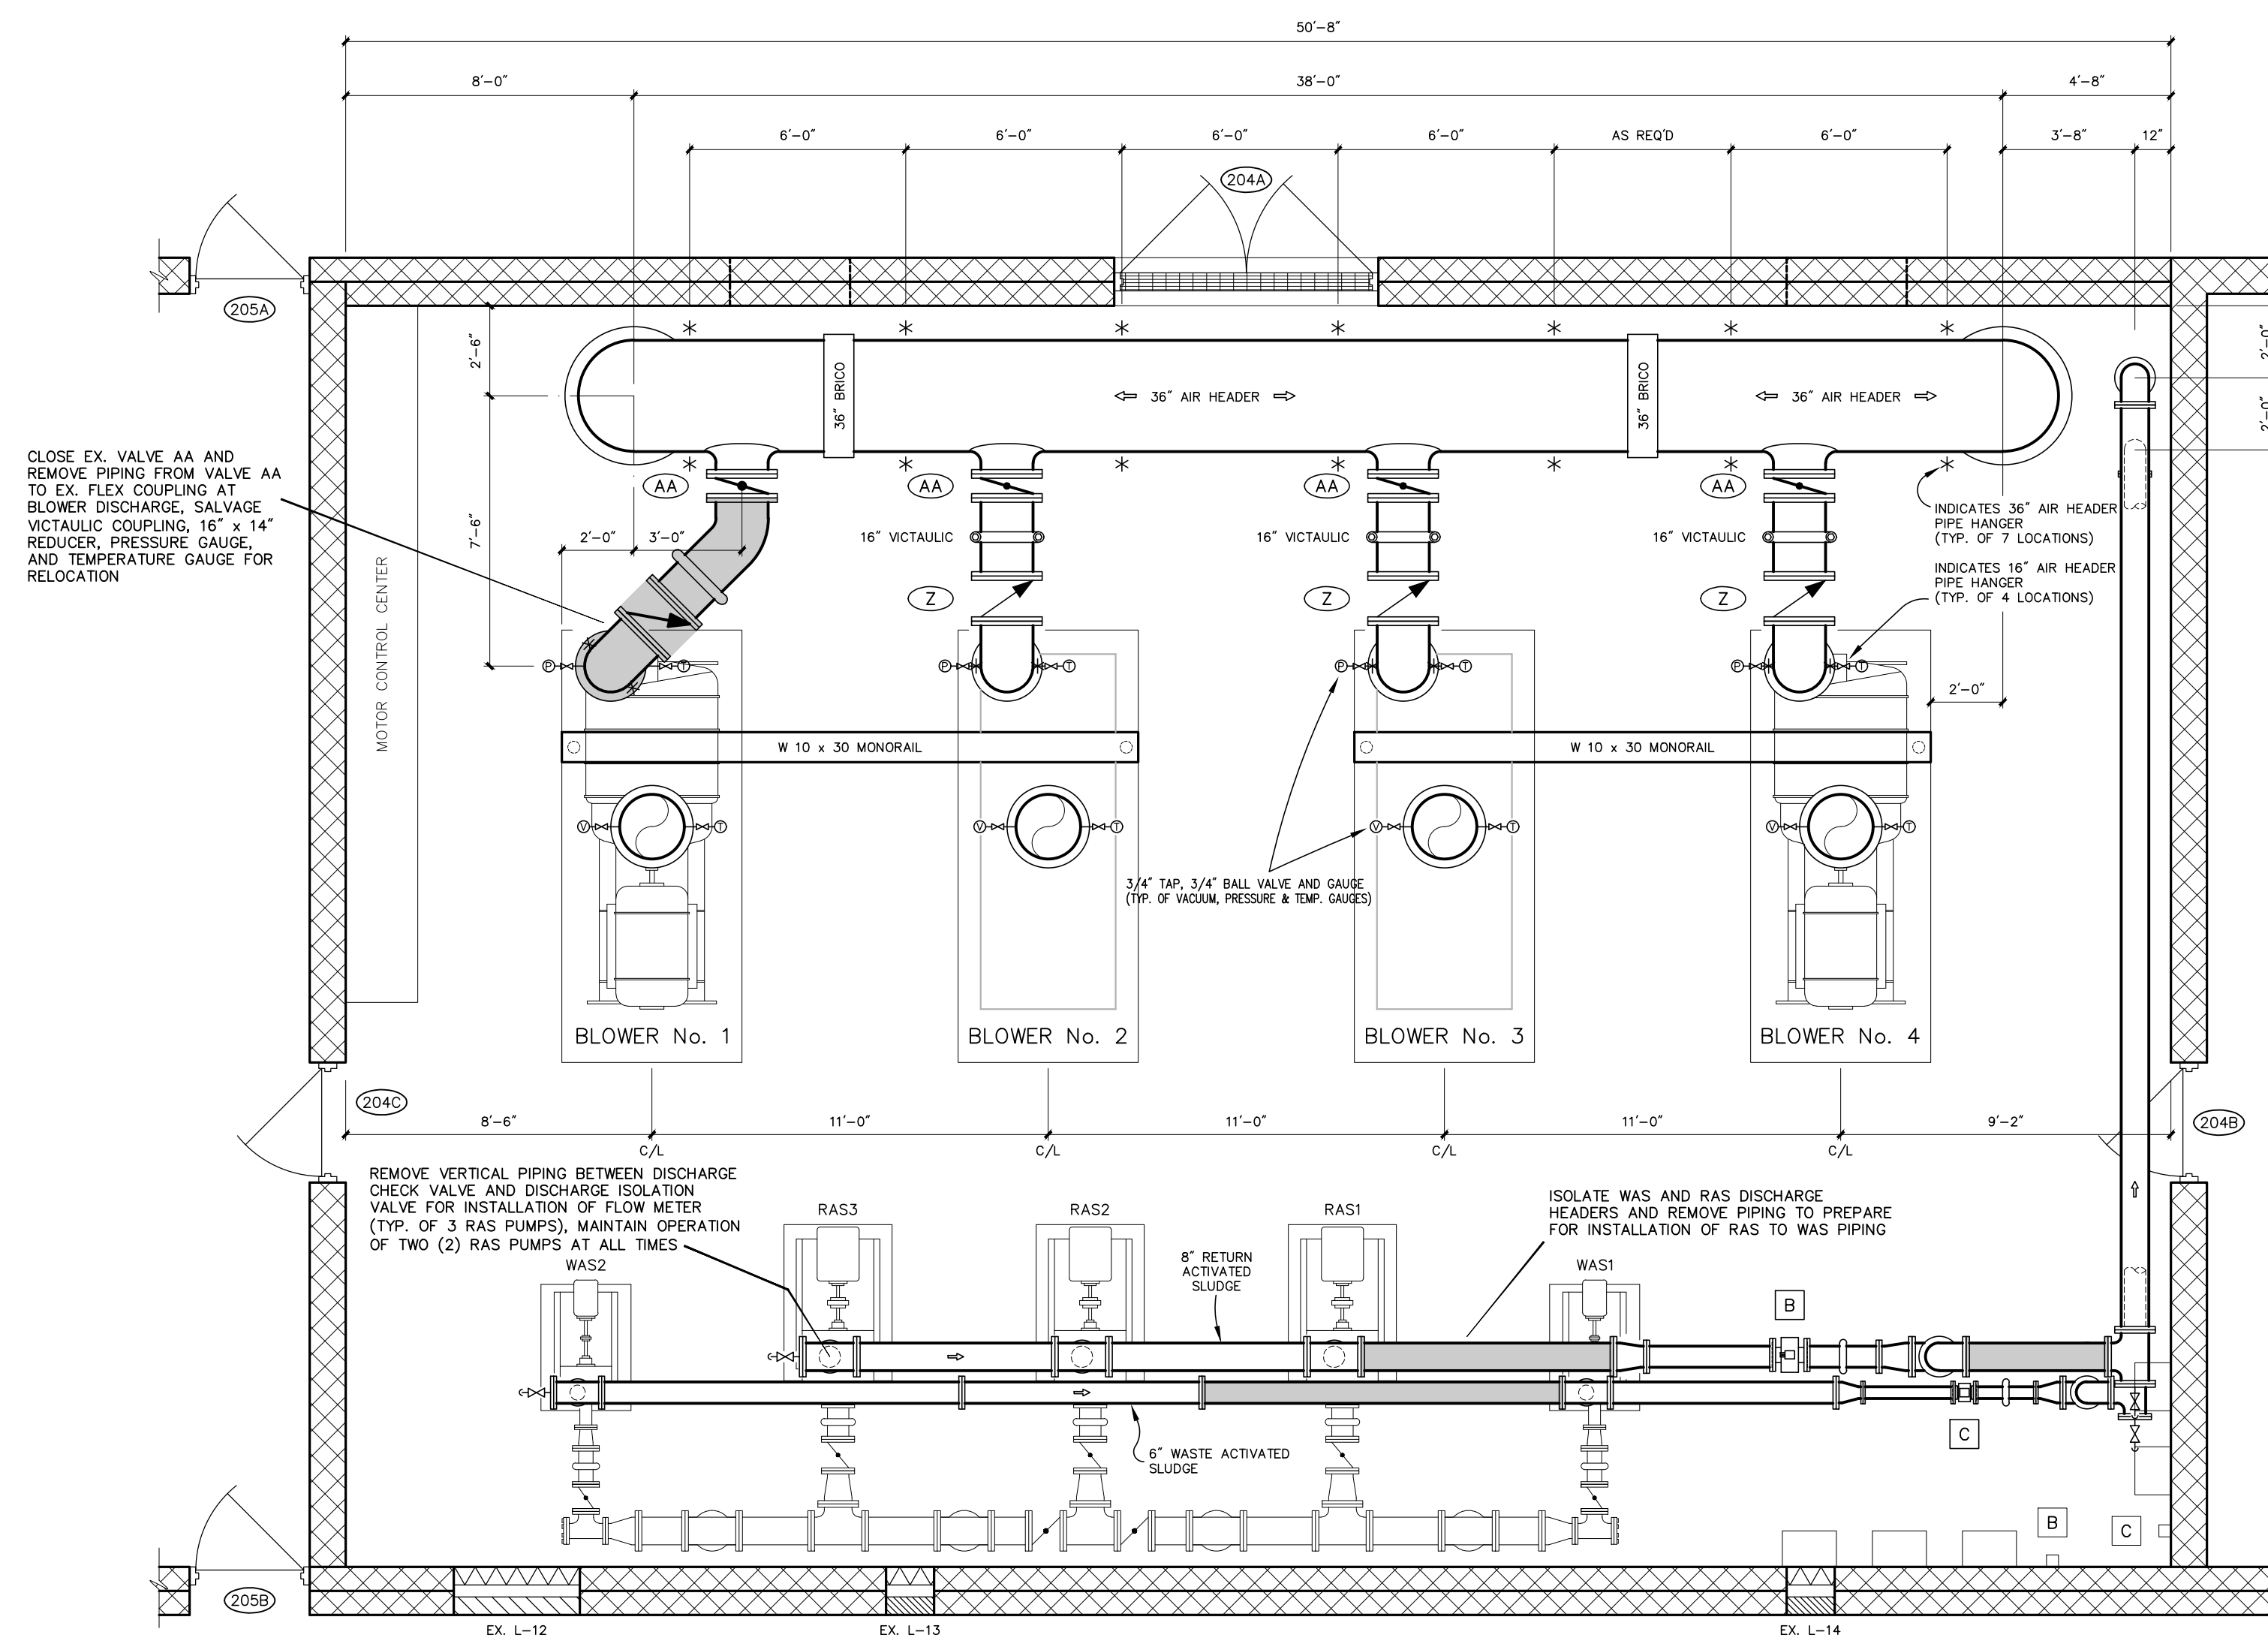 50'-8"
8'-0"
38'-0"
4'-8"
6'-0"
6'-0"
6'-0"
6'-0"
AS REQ'D
6'-0"
3'-8"
12"
204A
205A
2'-6"
2'-0"
2'-0"
36" BRICO
36" AIR HEADER
36" BRICO
36" AIR HEADER
CLOSE EX. VALVE AA AND
REMOVE PIPING FROM VALVE AA
TO EX. FLEX COUPLING AT
BLOWER DISCHARGE, SALVAGE
VICTAULIC COUPLING, 16" x 14"
REDUCER, PRESSURE GAUGE,
AND TEMPERATURE GAUGE FOR
RELOCATION
AA
AA
AA
AA
7'-6"
2'-0"
3'-0"
16" VICTAULIC
16" VICTAULIC
16" VICTAULIC
INDICATES 36" AIR HEADER
PIPE HANGER
(TYP. OF 7 LOCATIONS)
INDICATES 16" AIR HEADER
PIPE HANGER
(TYP. OF 4 LOCATIONS)
Z
Z
Z
MOTOR CONTROL CENTER
P
T
P
T
P
T
P
T
2'-0"
W 10 x 30 MONORAIL
W 10 x 30 MONORAIL
V
T
V
T
V
T
V
T
3/4" TAP, 3/4" BALL VALVE AND GAUGE
(TYP. OF VACUUM, PRESSURE & TEMP. GAUGES)
BLOWER No. 1
BLOWER No. 2
BLOWER No. 3
BLOWER No. 4
204C
204B
8'-6"
11'-0"
11'-0"
11'-0"
9'-2"
C/L
C/L
C/L
C/L
REMOVE VERTICAL PIPING BETWEEN DISCHARGE
CHECK VALVE AND DISCHARGE ISOLATION
VALVE FOR INSTALLATION OF FLOW METER
(TYP. OF 3 RAS PUMPS), MAINTAIN OPERATION
OF TWO (2) RAS PUMPS AT ALL TIMES
RAS3
RAS2
RAS1
ISOLATE WAS AND RAS DISCHARGE
HEADERS AND REMOVE PIPING TO PREPARE
FOR INSTALLATION OF RAS TO WAS PIPING
8" RETURN
ACTIVATED
SLUDGE
WAS2
WAS1
B
C
6" WASTE ACTIVATED
SLUDGE
B
C
205B
EX. L-12
EX. L-13
EX. L-14